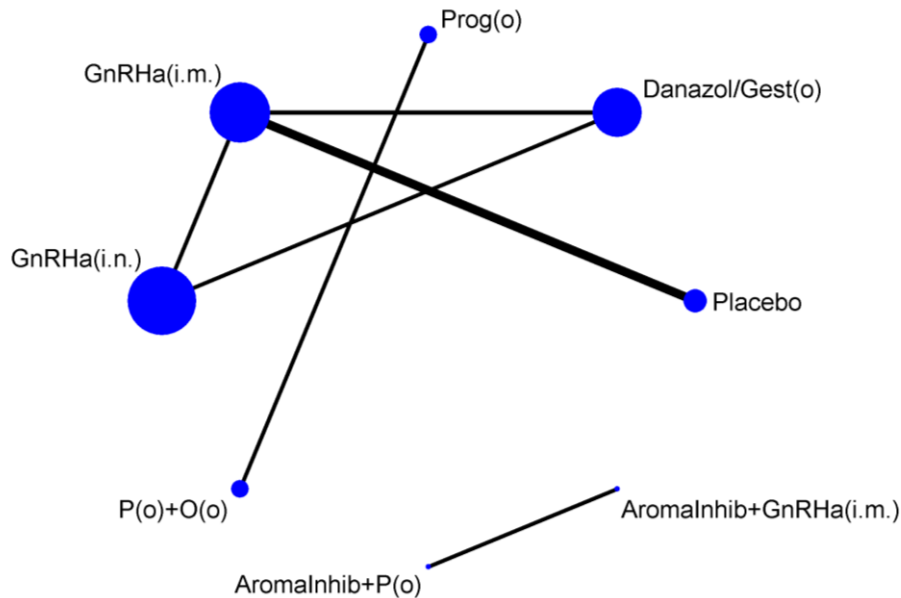 Prog(o)
GnRHa(i.m.)
Danazol/Gest(o)
GnRHa(i.n.)
Placebo
P(o)+O(o)
AromaInhib+GnRHa(i.m.)
AromaInhib+P(o)